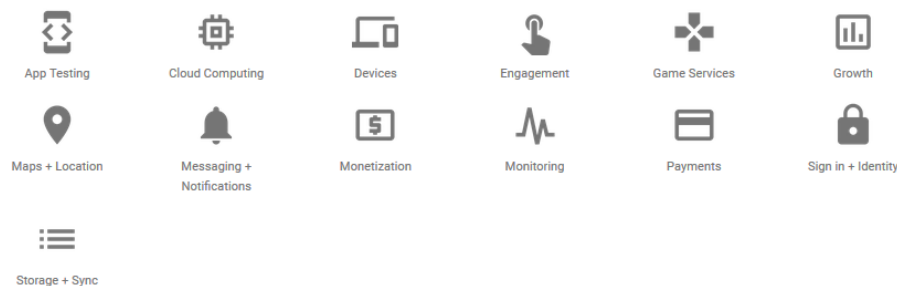 App Testing
Cloud Computing
Devices
Engagement
Game Services
Growth
Maps + Location
Messaging +
Notifications
Monetization
Monitoring
Payments
Sign in + Identity
Storage + Sync